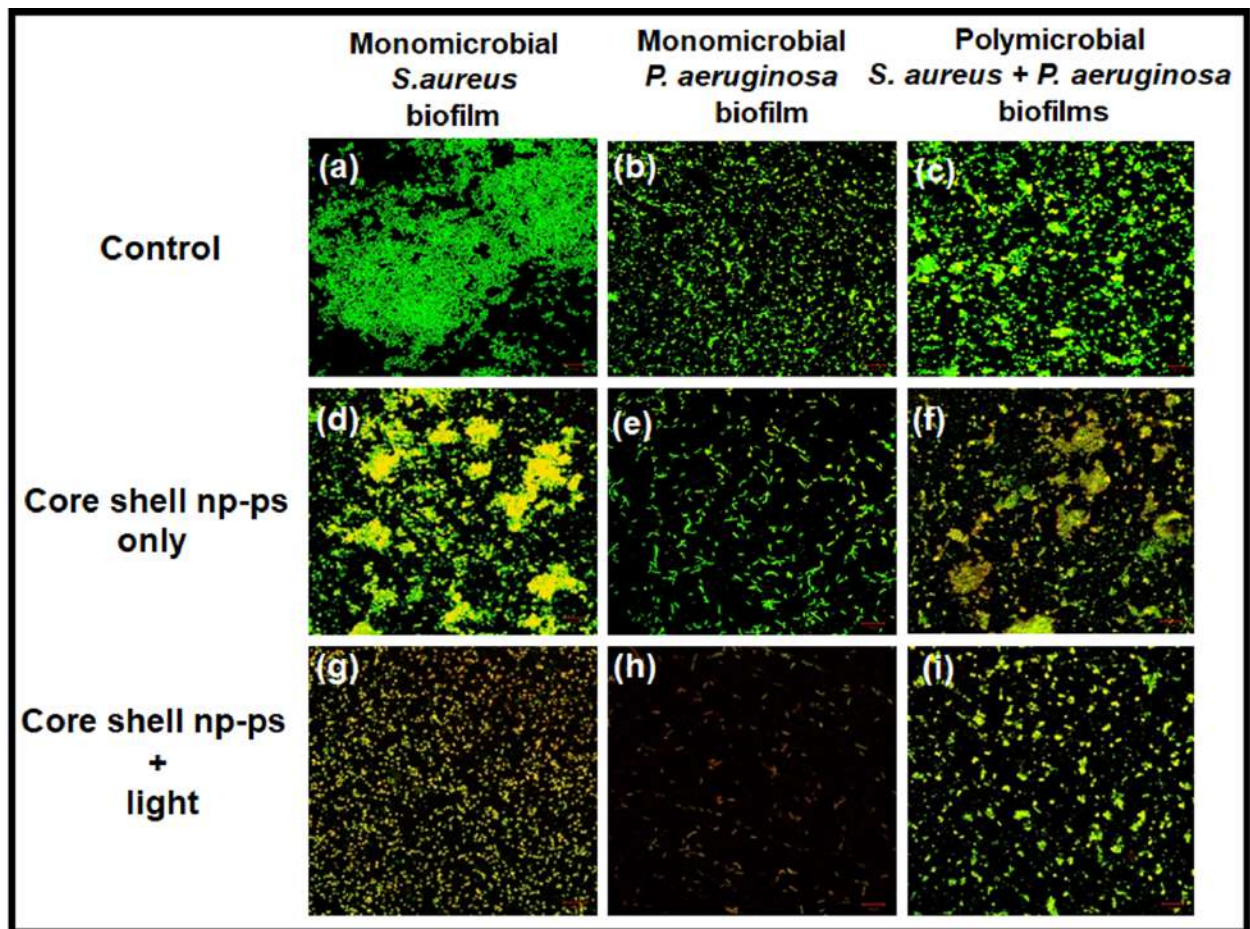 Monomicrobial
S.aureus
biofilm
Monomicrobial
P. aeruginosa
biofilm
Polymicrobial
S. aureus + P. aeruginosa
biofilms
Control
(a)
(b)
(c)
Core shell np-ps
only
(d)
(e)
(f)
Core shell np-ps
+
light
(g)
(h)
(i)